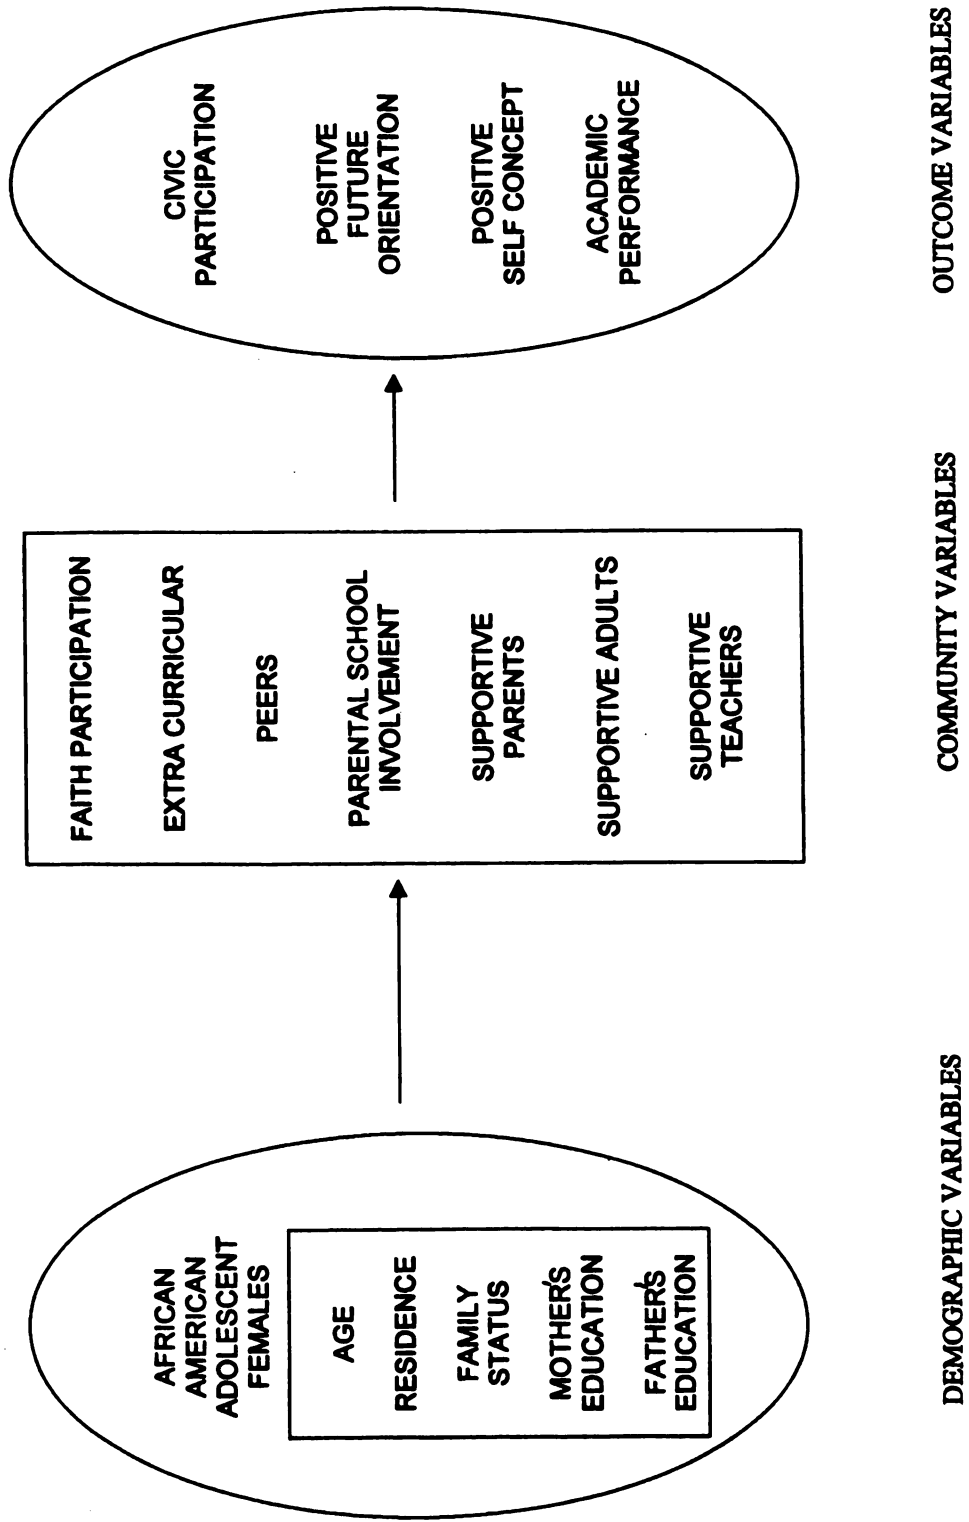 AFRICAN
AMERICAN
ADOLESCENT
FEMALES
AGE
RESIDENCE
FAMILY
STATUS
MOTHER'S
EDUCATION
FATHER'S
EDUCATION
DEMOGRAPHIC VARIABLES
FAITH PARTICIPATION
EXTRA CURRICULAR
PEERS
PARENTAL SCHOOL
INVOLVEMENT
SUPPORTIVE
PARENTS
SUPPORTIVE ADULTS
SUPPORTIVE
TEACHERS
COMMUNITY VARIABLES
CIVIC
PARTICIPATION
POSITIVE
FUTURE
ORIENTATION
POSITIVE
SELF CONCEPT
ACADEMIC
PERFORMANCE
OUTCOME VARIABLES